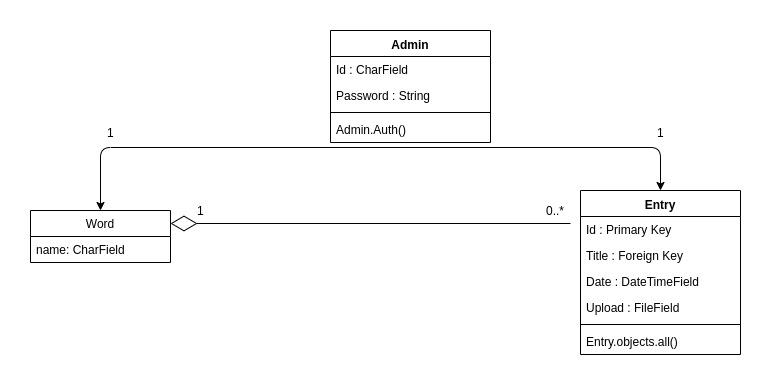 Admin
Id : CharField
Password : String
Admin.Auth()
1
1
Word
name: CharField
1
0..*
Entry
Id : Primary Key
Title : Foreign Key
Date : DateTimeField
Upload : FileField
Entry.objects.all()